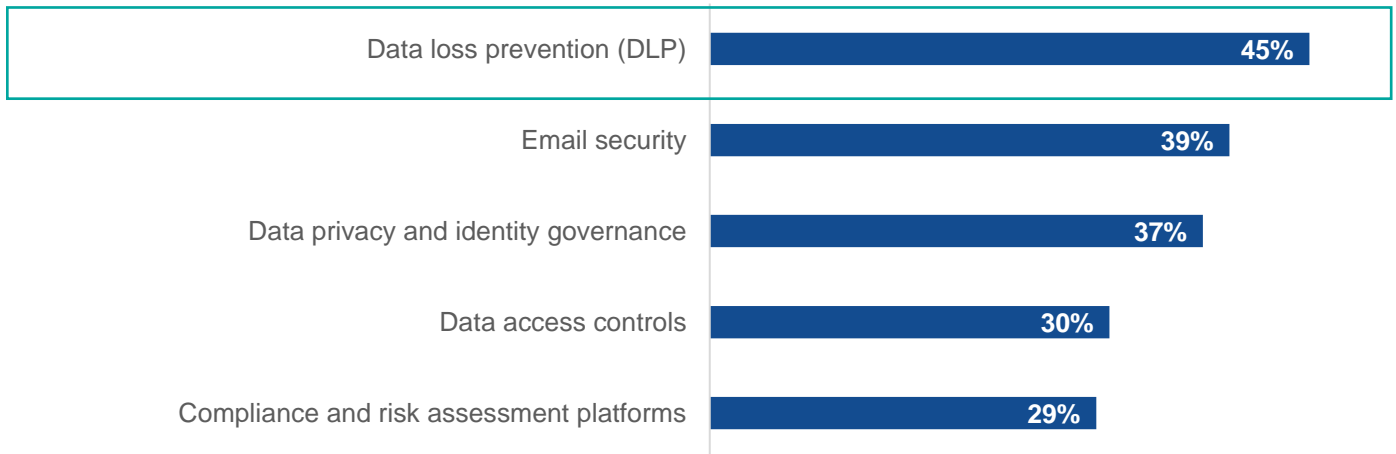 Data loss prevention (DLP) 45%
Email security 39%
Data privacy and identity governance 37%
Data access controls 30%
Compliance and risk assessment platforms 29%